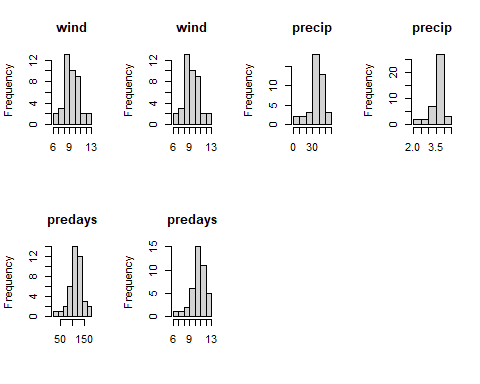 wind
Frequency
0 4 8 12
6 9 13
wind
Frequency
0 4 8 12
6 9 13
precip
Frequency
0 5 10
0 30
precip
Frequency
0 5 10 20
2.0 3.5
predays
Frequency
0 4 8 12
50 150
predays
Frequency
0 5 10 15
6 9 13